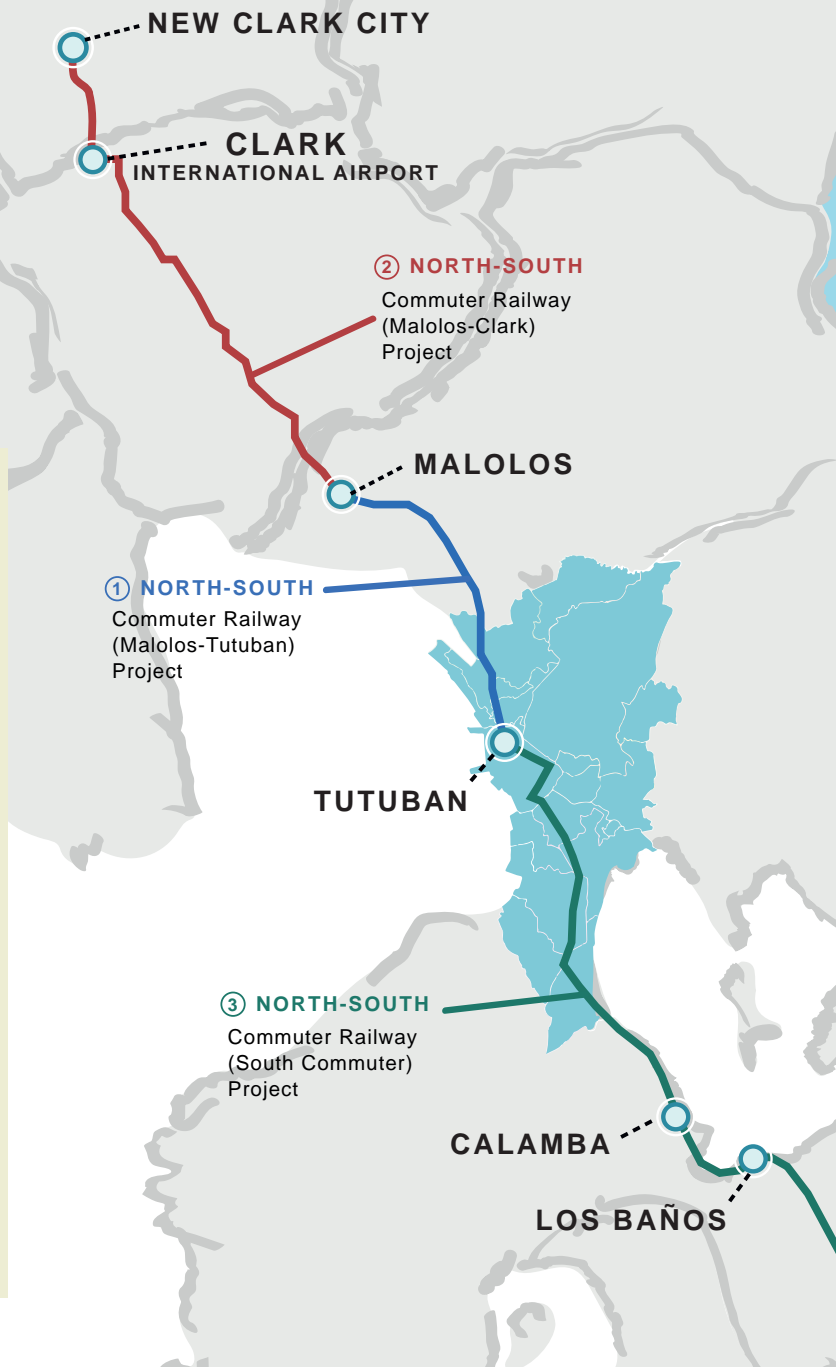 NEW CLARK CITY
CLARK
INTERNATIONAL AIRPORT
② NORTH-SOUTH
Commuter Railway
(Malolos-Clark)
Project
MALOLOS
① NORTH-SOUTH
Commuter Railway
(Malolos-Tutuban)
Project
TUTUBAN
③ NORTH-SOUTH
Commuter Railway
(South Commuter)
Project
CALAMBA
LOS BAÑOS